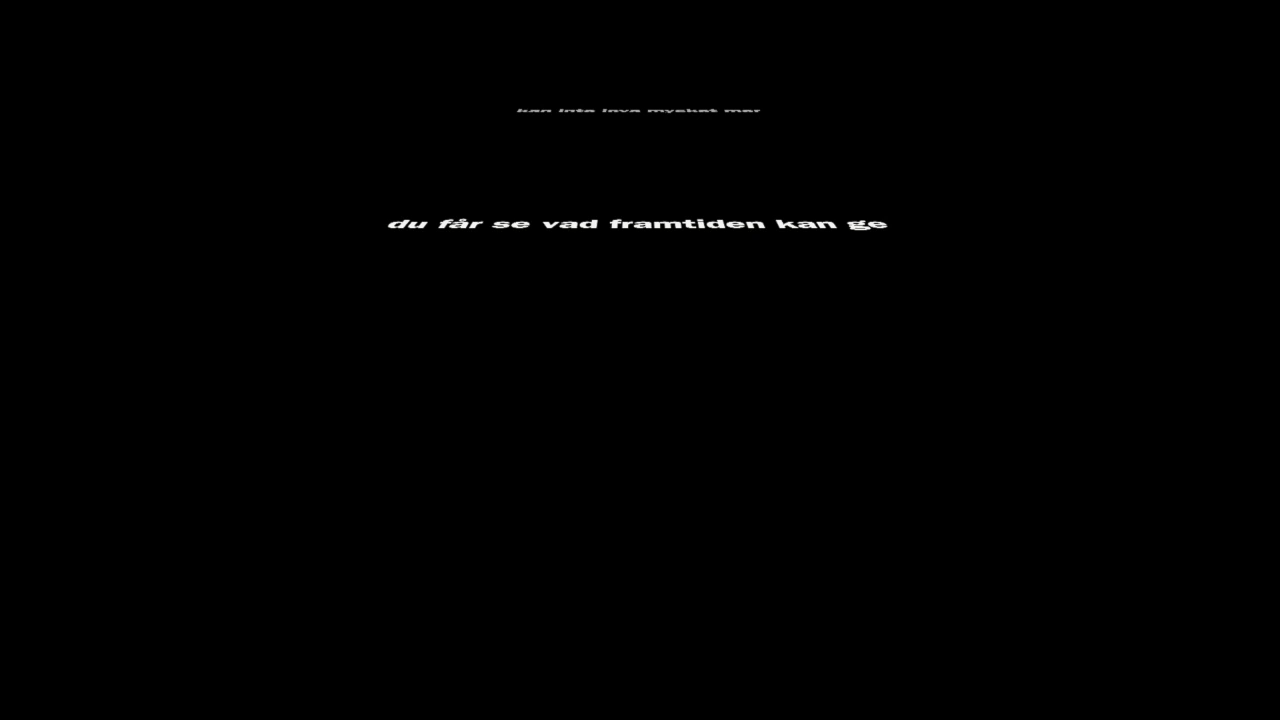 kan inte lova mycket mer
du får se vad framtiden kan ge